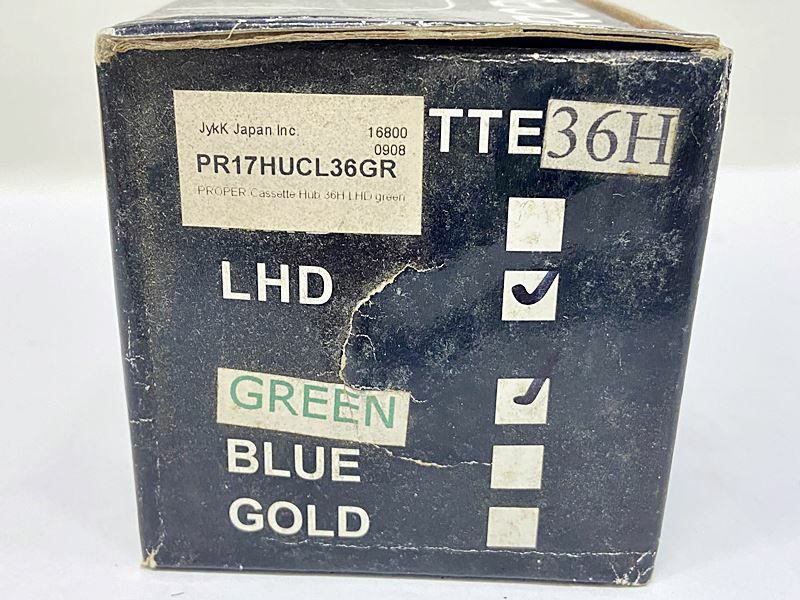 JykK Japan Inc. 16800
0908
PR17HUCL36GR
PROPER Cassette Hub 36H LHD green
TTE 36H
LHD
GREEN
BLUE
GOLD